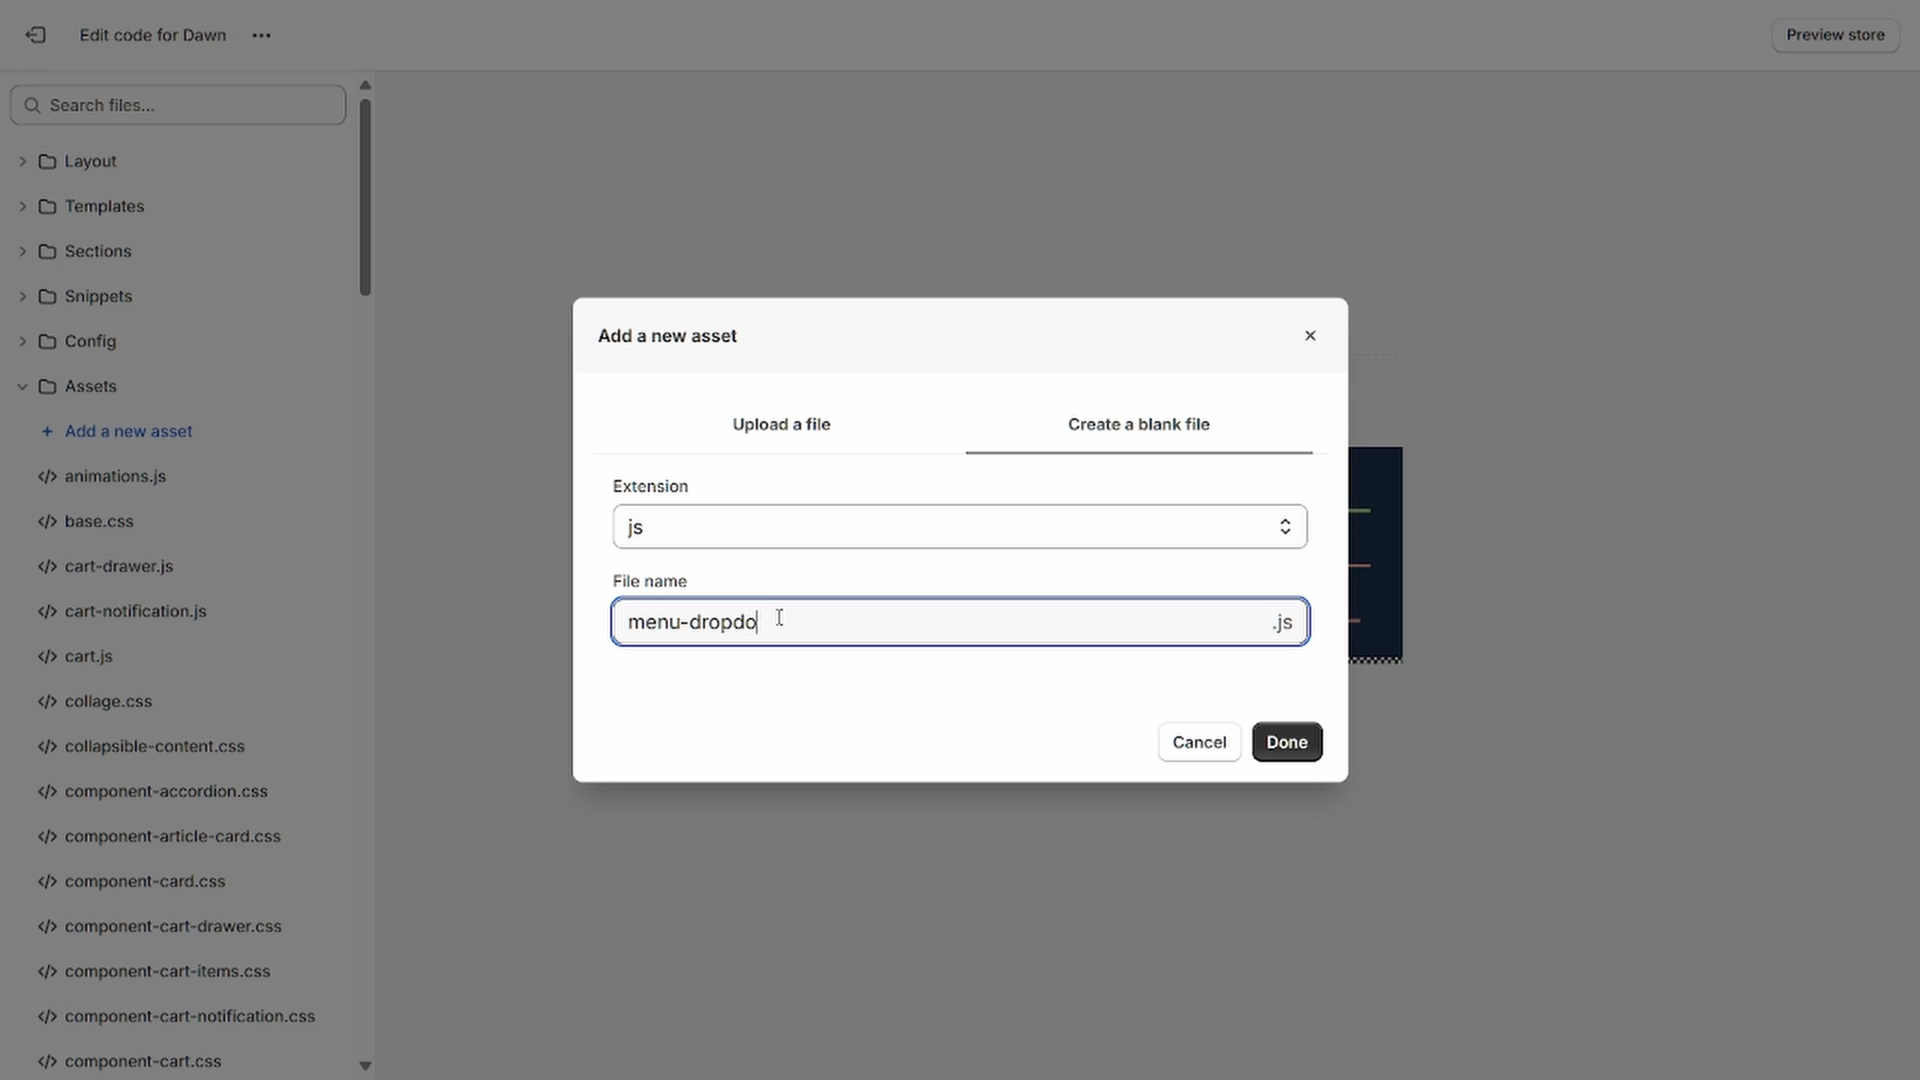 Edit code for Dawn
Preview store
Search files...
Layout
Templates
Sections
Snippets
Config
Assets
+ Add a new asset
</> animations.js
</> base.css
</> cart-drawer.js
</> cart-notification.js
</> cart.js
</> collage.css
</> collapsible-content.css
</> component-accordion.css
</> component-article-card.css
</> component-card.css
</> component-cart-drawer.css
</> component-cart-items.css
</> component-cart-notification.css
</> component-cart.css
Add a new asset
Upload a file
Create a blank file
Extension
js
File name
menu-dropdo .js
Cancel
Done